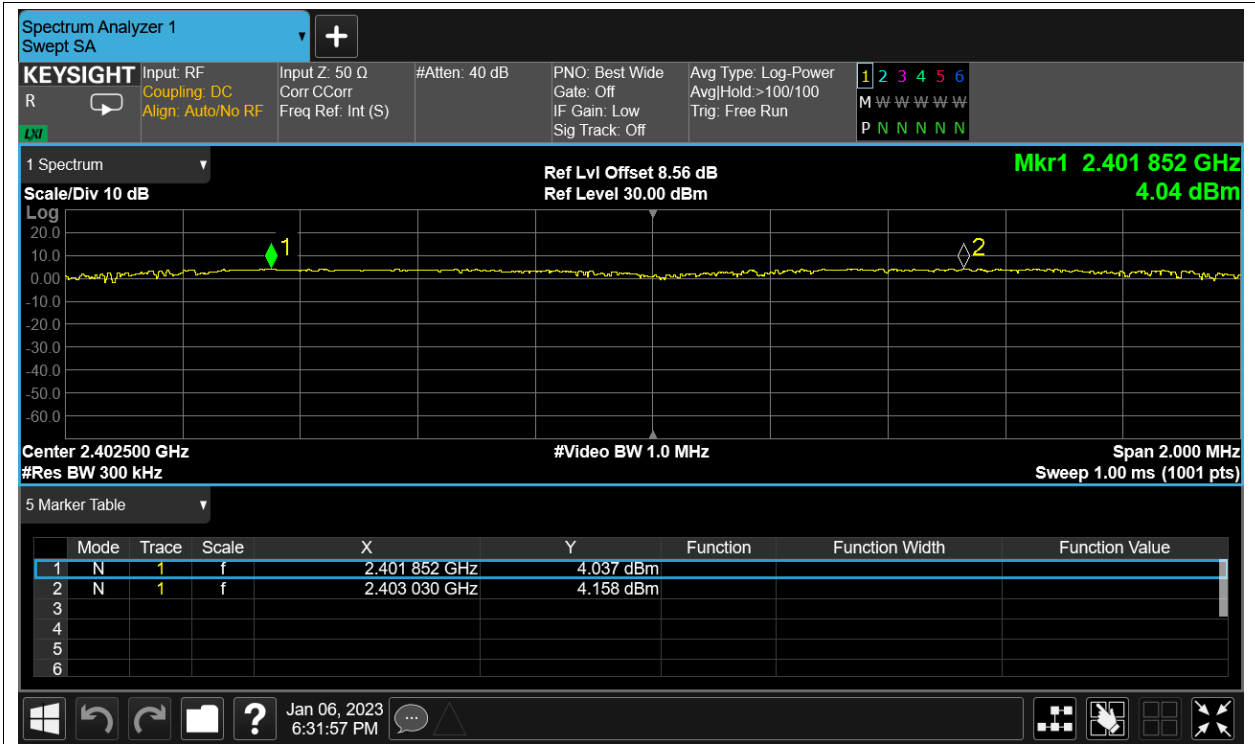 Spectrum Analyzer 1
Swept SA
+
KEYSIGHT
R
LXI
Input: RF
Coupling: DC
Align: Auto/No RF
Input Z: 50 Ω
Corr CCorr
Freq Ref: Int (S)
#Atten: 40 dB
PNO: Best Wide
Gate: Off
IF Gain: Low
Sig Track: Off
Avg Type: Log-Power
Avg|Hold:>100/100
Trig: Free Run
1 2 3 4 5 6
M W W W W W
P N N N N N
1 Spectrum
Scale/Div 10 dB
Ref Lvl Offset 8.56 dB
Ref Level 30.00 dBm
Mkr1 2.401 852 GHz
4.04 dBm
Log
20.0
10.0
0.00
-10.0
-20.0
-30.0
-40.0
-50.0
-60.0
1
2
Center 2.402500 GHz
#Res BW 300 kHz
#Video BW 1.0 MHz
Span 2.000 MHz
Sweep 1.00 ms (1001 pts)
5 Marker Table
Mode Trace Scale X Y Function Function Width Function Value
1 N 1 f 2.401 852 GHz 4.037 dBm
2 N 1 f 2.403 030 GHz 4.158 dBm
3
4
5
6
?
Jan 06, 2023
6:31:57 PM